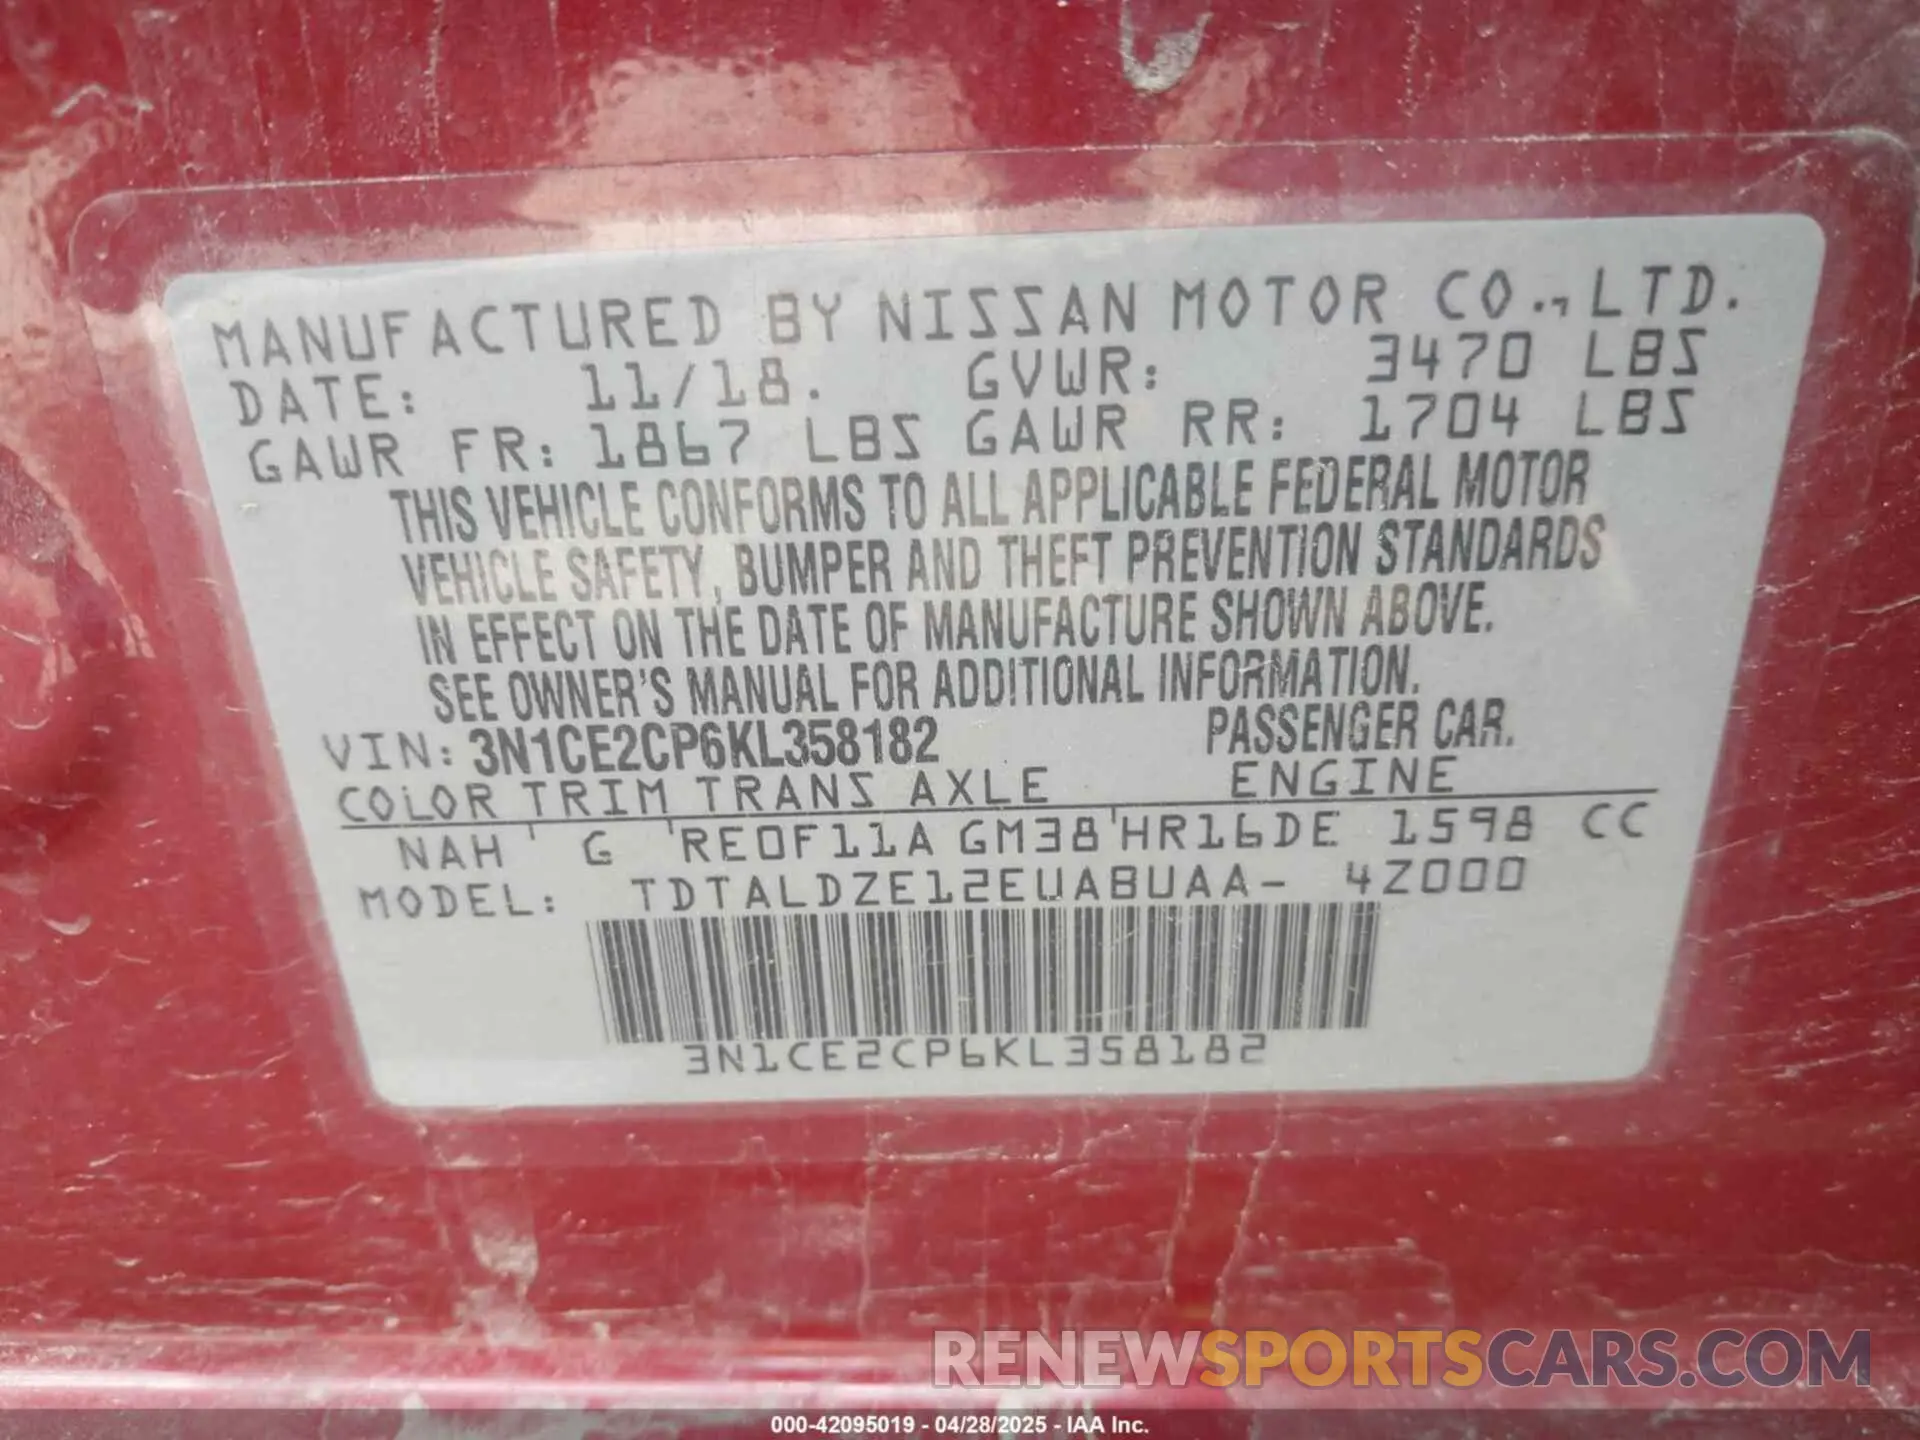 MANUFACTURED BY NISSAN MOTOR CO., LTD.
DATE: 11/18. GVWR: 3470 LBS
GAWR FR: 1867 LBS GAWR RR: 1704 LBS
THIS VEHICLE CONFORMS TO ALL APPLICABLE FEDERAL MOTOR
VEHICLE SAFETY, BUMPER AND THEFT PREVENTION STANDARDS
IN EFFECT ON THE DATE OF MANUFACTURE SHOWN ABOVE.
SEE OWNER'S MANUAL FOR ADDITIONAL INFORMATION.
VIN: 3N1CE2CP6KL358182 PASSENGER CAR.
COLOR TRIM TRANS AXLE ENGINE
NAH ' G 'RE0F11A GM38'HR16DE 1598 CC
MODEL: TDTALDZE12EUABUAA- 4Z000
3N1CE2CP6KL358182
RENEWSPORTSCARS.COM
000-42095019 - 04/28/2025 - IAA Inc.